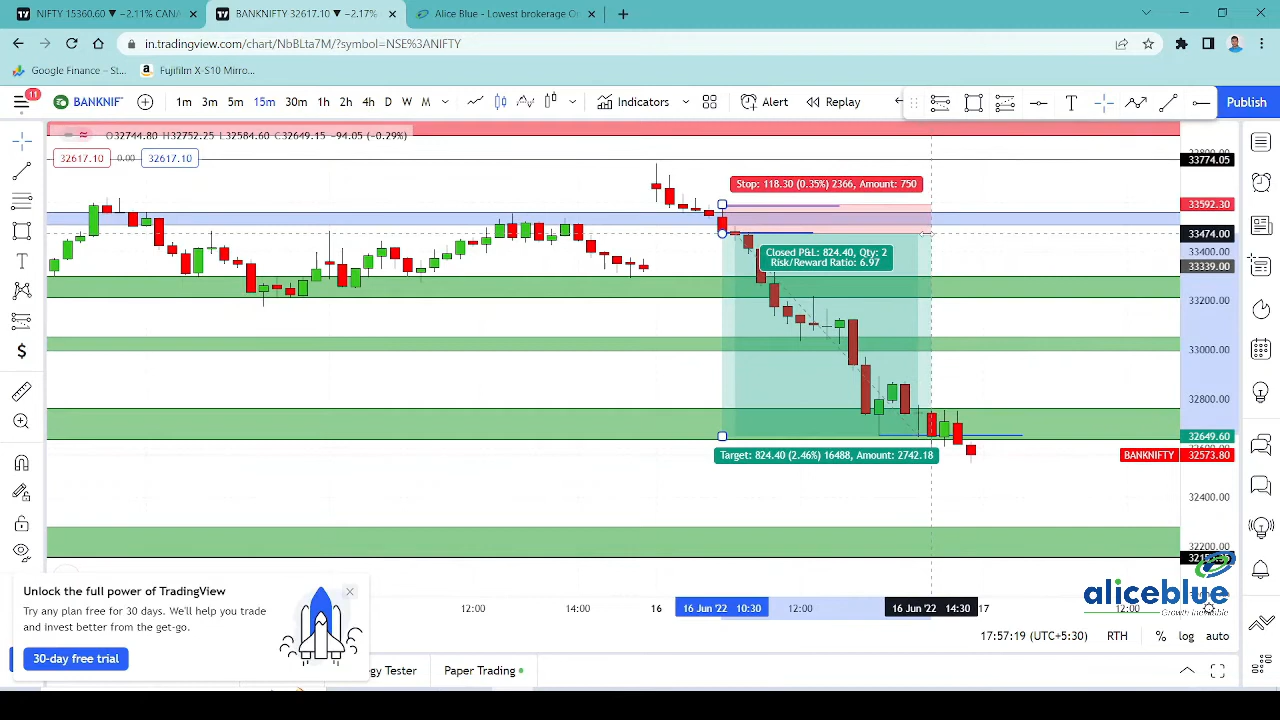 NIFTY 15360.60 ▼ −2.11% CAN/
BANKNIFTY 32617.10 ▼ −2.17%
Alice Blue - Lowest brokerage O
in.tradingview.com/chart/NbBLta7M/?symbol=NSE%3ANIFTY
Google Finance – St...
Fujifilm X-S10 Mirro...
11
BANKNIF
1m
3m
5m
15m
30m
1h
2h
4h
D
W
M
Indicators
Alert
Replay
Publish
O32744.80 H32752.25 L32584.60 C32649.15 −94.05 (−0.29%)
32617.10
0.00
32617.10
33774.05
Stop: 118.30 (0.35%) 2366, Amount: 750
33592.30
33474.00
33400.00
33339.00
Closed P&L: 824.40, Qty: 2
Risk/Reward Ratio: 6.97
33200.00
33000.00
32800.00
32649.60
Target: 824.40 (2.46%) 16488, Amount: 2742.18
BANKNIFTY
32573.80
32400.00
32200.00
12:00
14:00
16
16 Jun '22 10:30
12:00
16 Jun '22 14:30
17
12:00
aliceblue
Growth Incredible
Unlock the full power of TradingView
Try any plan free for 30 days. We'll help you trade
and invest better from the get-go.
30-day free trial
17:57:19 (UTC+5:30)
RTH
%
log
auto
gy Tester
Paper Trading